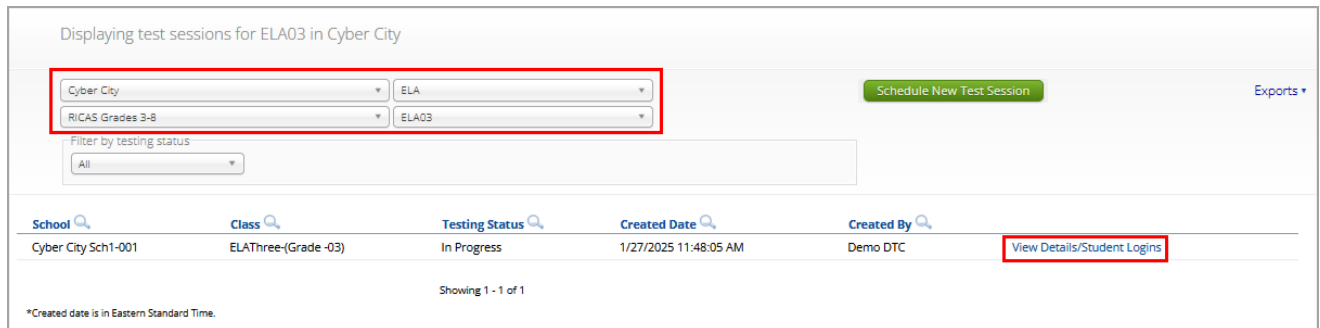 Displaying test sessions for ELA03 in Cyber City
Cyber City ELA Schedule New Test Session Exports
RICAS Grades 3-8 ELA03
Filter by testing status
All
School Class Testing Status Created Date Created By
Cyber City Sch1-001 ELAThree-(Grade -03) In Progress 1/27/2025 11:48:05 AM Demo DTC View Details/Student Logins
Showing 1 - 1 of 1
*Created date is in Eastern Standard Time.